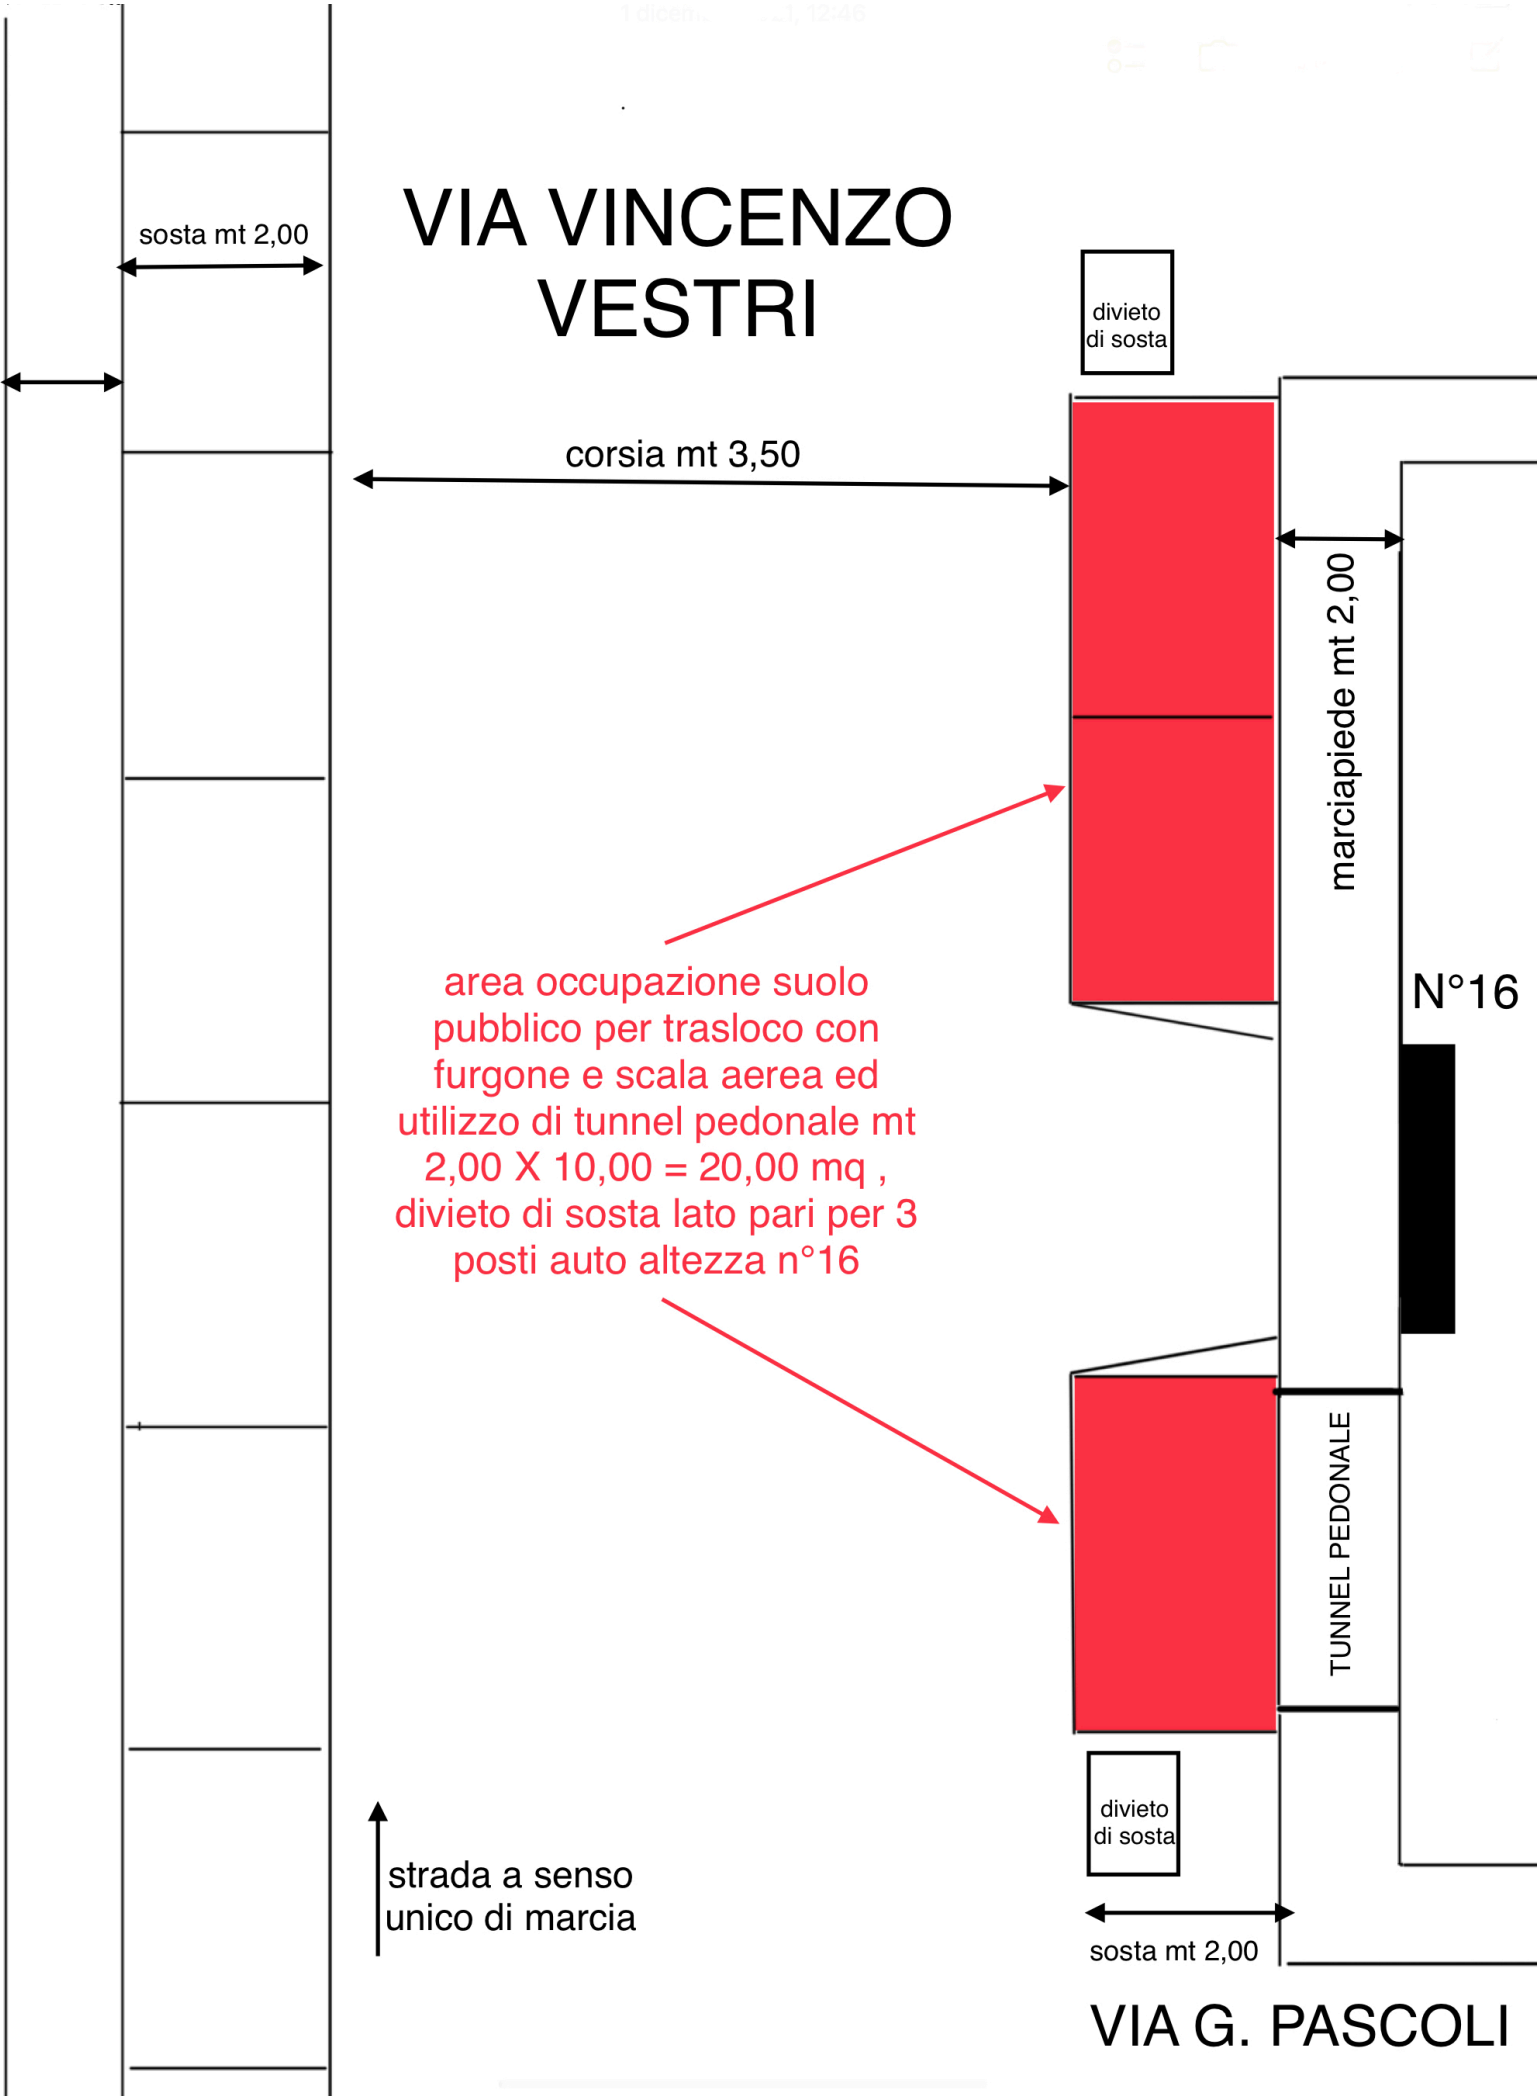 12:46
VIA VINCENZO
VESTRI
sosta mt 2,00
divieto
di sosta
corsia mt 3,50
marciapiede mt 2,00
N°16
area occupazione suolo
pubblico per trasloco con
furgone e scala aerea ed
utilizzo di tunnel pedonale mt
2,00 X 10,00 = 20,00 mq ,
divieto di sosta lato pari per 3
posti auto altezza n°16
TUNNEL PEDONALE
divieto
di sosta
strada a senso
unico di marcia
sosta mt 2,00
VIA G. PASCOLI